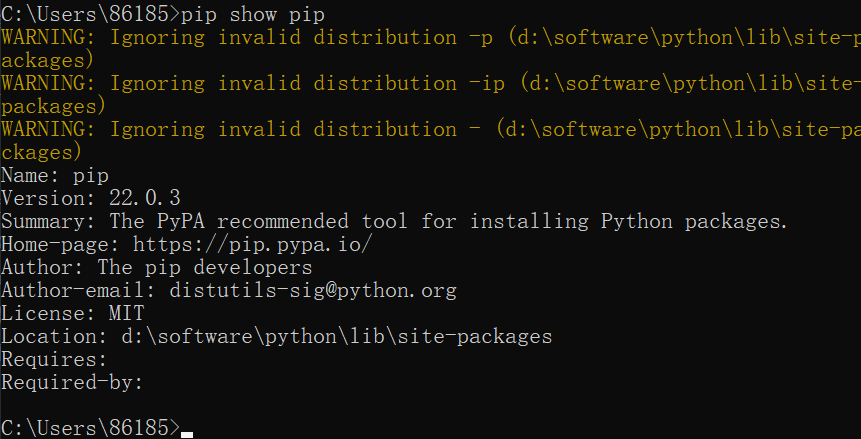 C:\Users\86185>pip show pip
WARNING: Ignoring invalid distribution -p (d:\software\python\lib\site-p
ackages)
WARNING: Ignoring invalid distribution -ip (d:\software\python\lib\site-
packages)
WARNING: Ignoring invalid distribution - (d:\software\python\lib\site-pa
ckages)
Name: pip
Version: 22.0.3
Summary: The PyPA recommended tool for installing Python packages.
Home-page: https://pip.pypa.io/
Author: The pip developers
Author-email: distutils-sig@python.org
License: MIT
Location: d:\software\python\lib\site-packages
Requires:
Required-by:
C:\Users\86185>